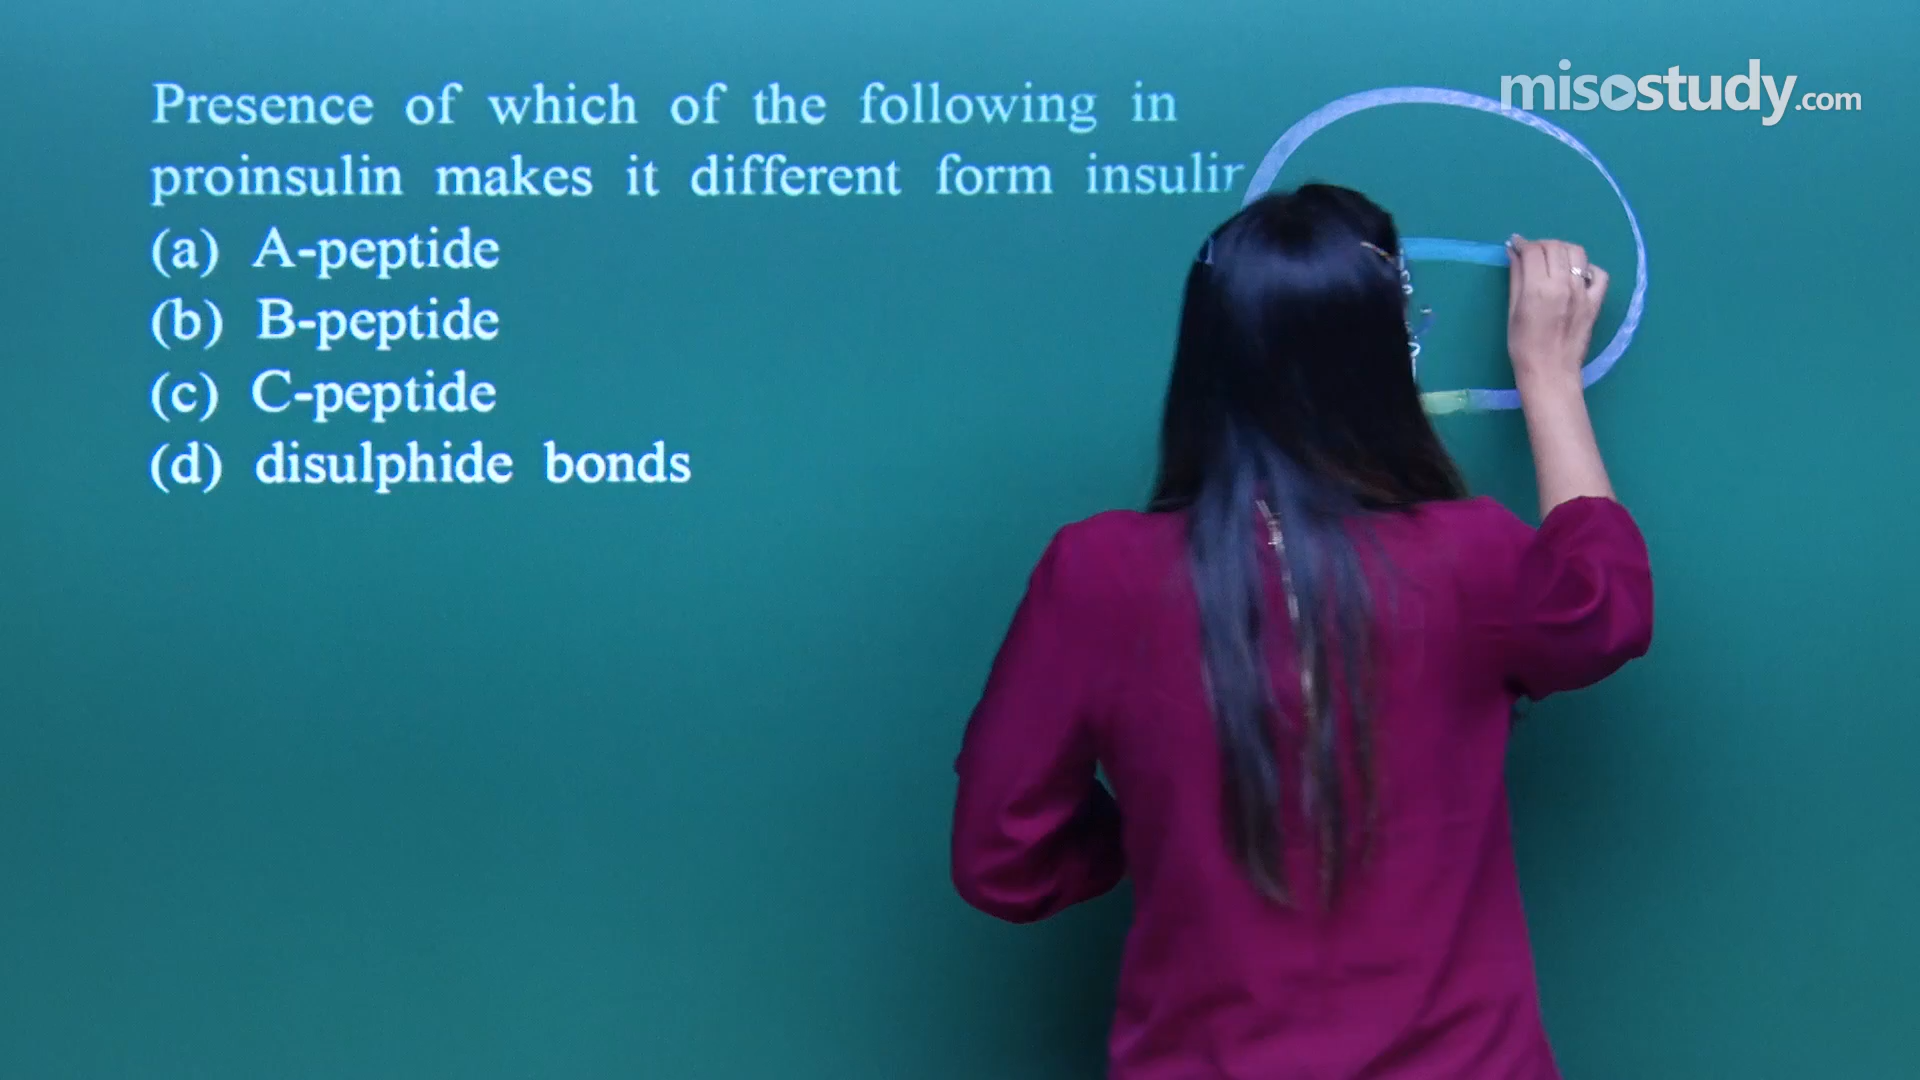 misostudy.com
Presence of which of the following in
proinsulin makes it different form insulin
(a) A-peptide
(b) B-peptide
(c) C-peptide
(d) disulphide bonds